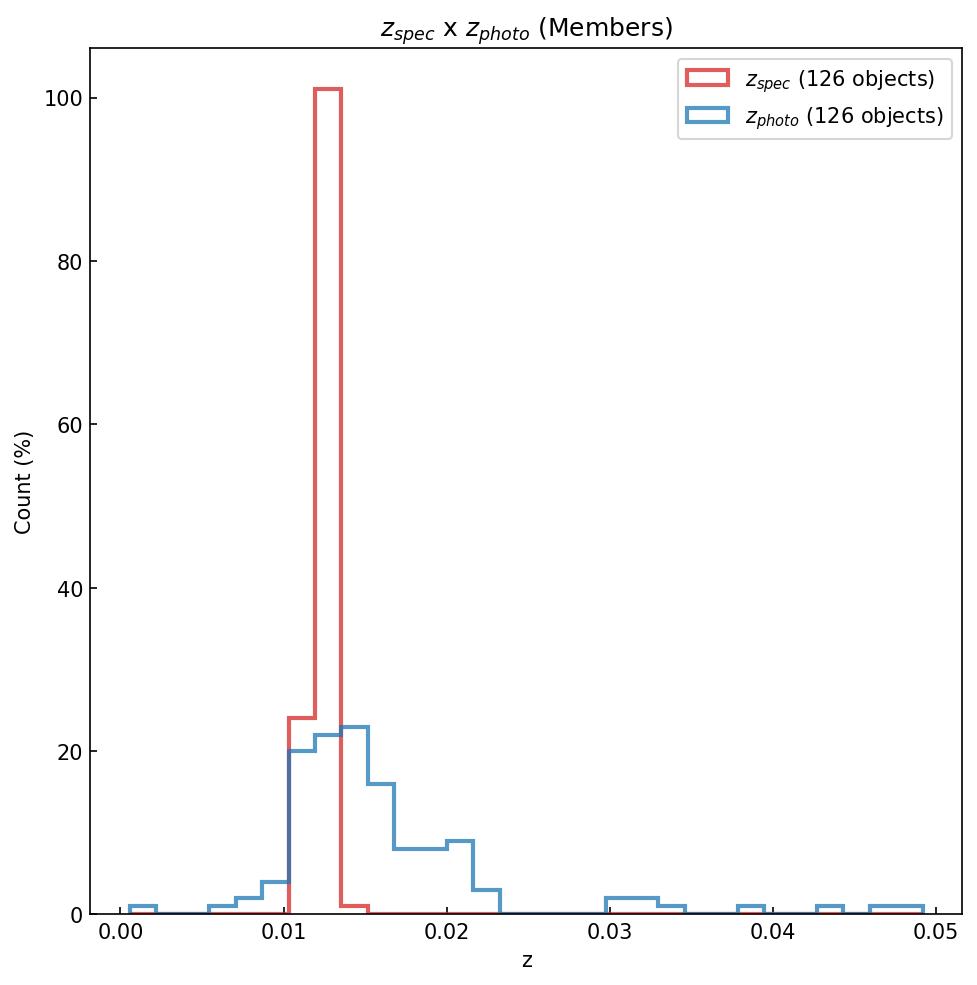 z_spec x z_photo (Members)
z_spec (126 objects)
z_photo (126 objects)
Count (%)
100
80
60
40
20
0
0.00 0.01 0.02 0.03 0.04 0.05
z